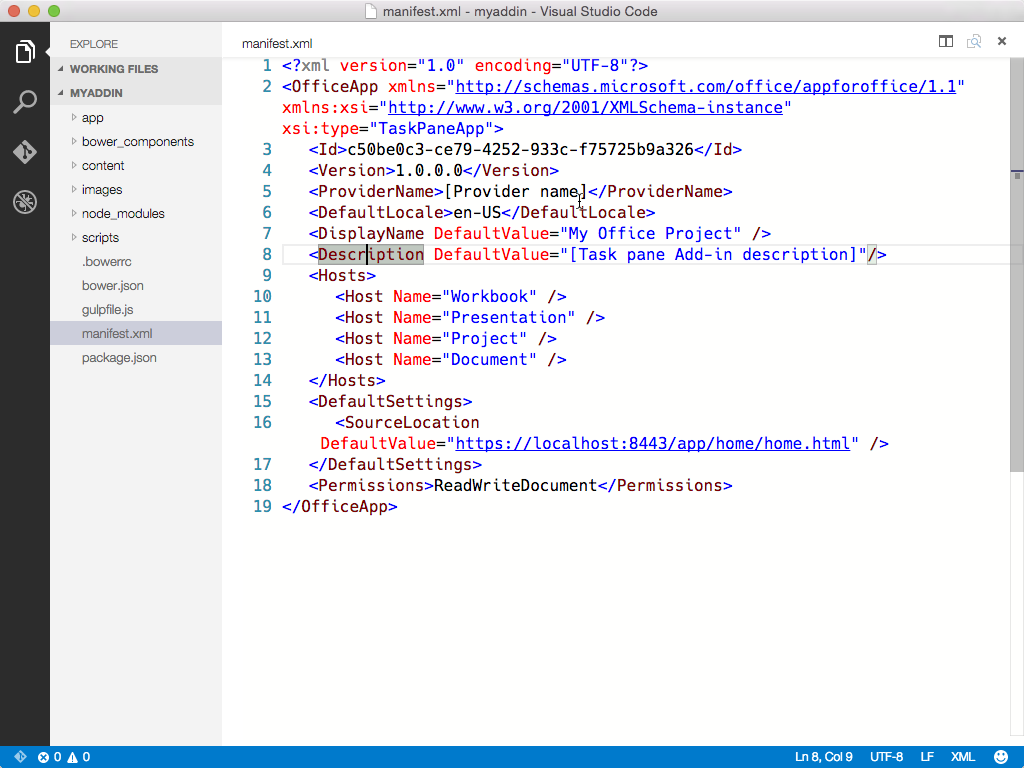 manifest.xml - myaddin - Visual Studio Code
EXPLORE
WORKING FILES
MYADDIN
app
bower_components
content
images
node_modules
scripts
.bowerrc
bower.json
gulpfile.js
manifest.xml
package.json
manifest.xml
1 <?xml version="1.0" encoding="UTF-8"?>
2 <OfficeApp xmlns="http://schemas.microsoft.com/office/appforoffice/1.1"
xmlns:xsi="http://www.w3.org/2001/XMLSchema-instance"
xsi:type="TaskPaneApp">
3 <Id>c50be0c3-ce79-4252-933c-f75725b9a326</Id>
4 <Version>1.0.0.0</Version>
5 <ProviderName>[Provider name]</ProviderName>
6 <DefaultLocale>en-US</DefaultLocale>
7 <DisplayName DefaultValue="My Office Project" />
8 <Description DefaultValue="[Task pane Add-in description]"/>
9 <Hosts>
10 <Host Name="Workbook" />
11 <Host Name="Presentation" />
12 <Host Name="Project" />
13 <Host Name="Document" />
14 </Hosts>
15 <DefaultSettings>
16 <SourceLocation
DefaultValue="https://localhost:8443/app/home/home.html" />
17 </DefaultSettings>
18 <Permissions>ReadWriteDocument</Permissions>
19 </OfficeApp>
0 0
Ln 8, Col 9 UTF-8 LF XML